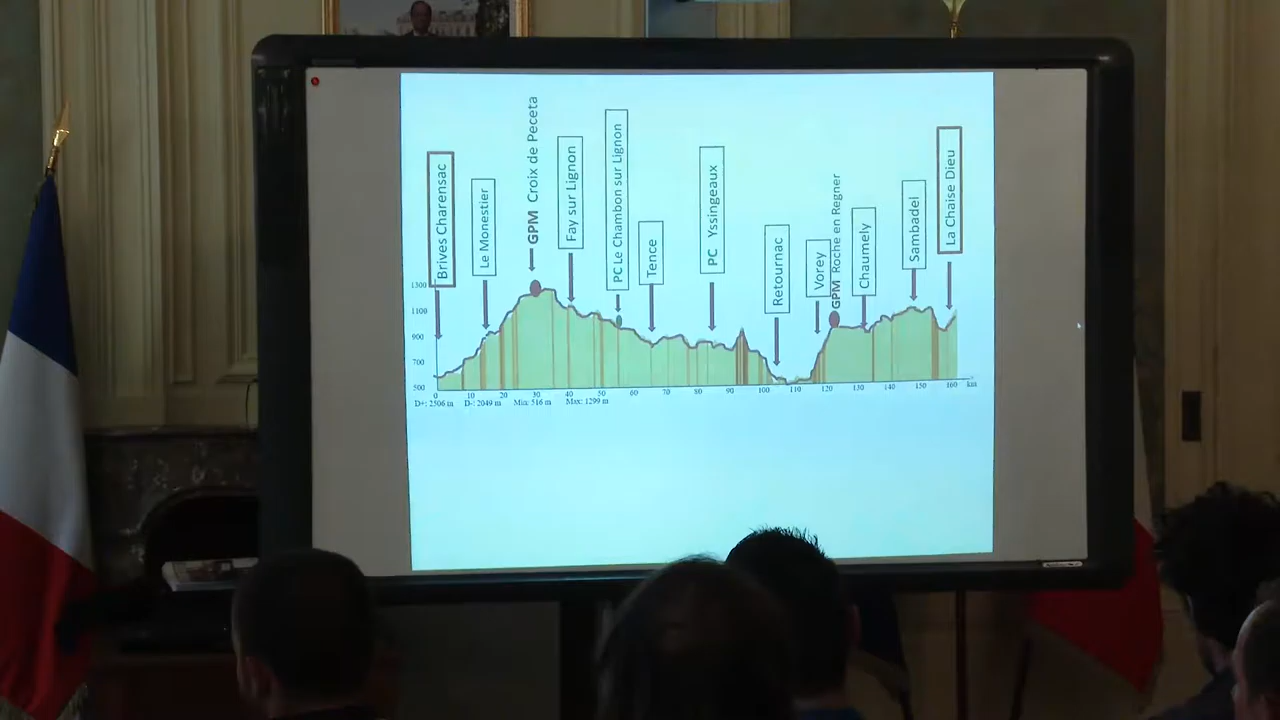 Brives Charensac
Le Monestier
GPM Croix de Peceta
Fay sur Lignon
PC Le Chambon sur Lignon
Tence
PC Yssingeaux
Retournac
Vorey
GPM Roche en Regner
Chaumely
Sambadel
La Chaise Dieu
1300
1100
900
700
500
0 10 20 30 40 50 60 70 80 90 100 110 120 130 140 150 160 km
D+: 2506 m D-: 2049 m Min: 516 m Max: 1299 m